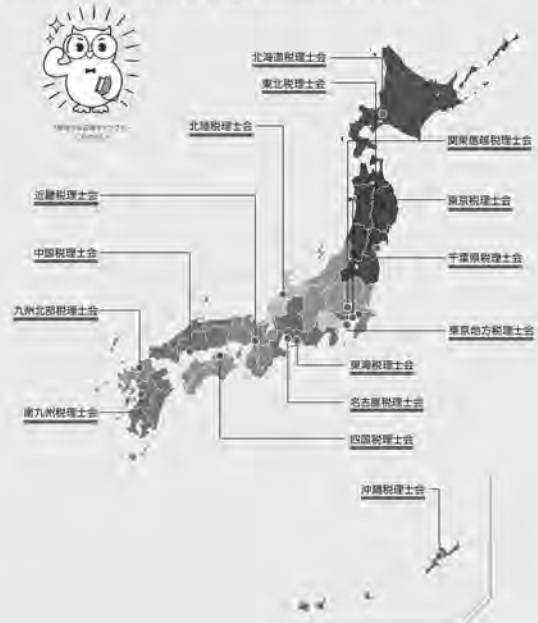 北海道税理士会
東北税理士会
北陸税理士会
関東信越税理士会
近畿税理士会
東京税理士会
中国税理士会
千葉県税理士会
九州北部税理士会
東京地方税理士会
東海税理士会
名古屋税理士会
南九州税理士会
四国税理士会
沖縄税理士会